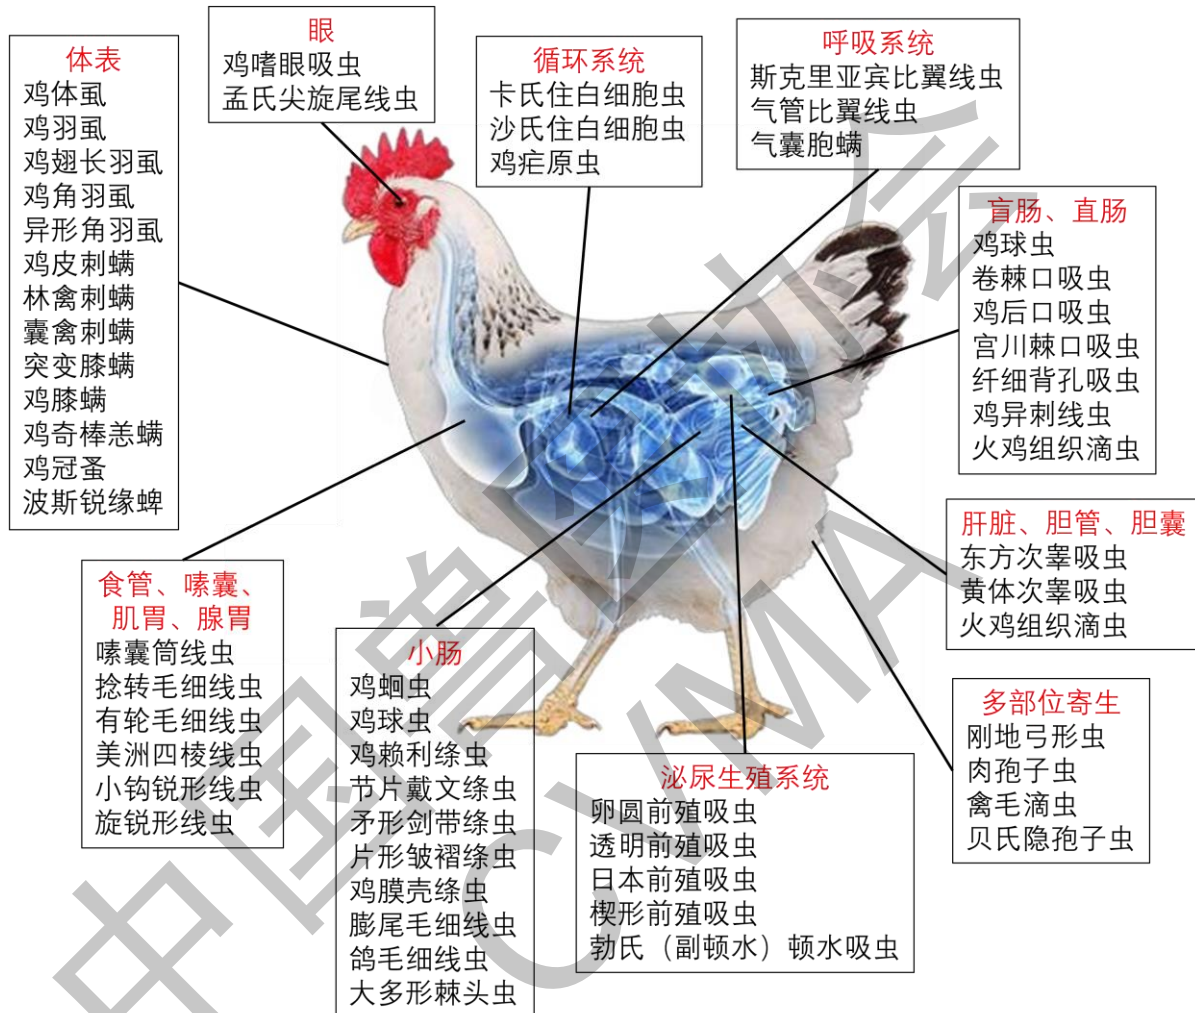 体表
鸡体虱
鸡羽虱
鸡翅长羽虱
鸡角羽虱
异形角羽虱
鸡皮刺螨
林禽刺螨
囊禽刺螨
突变膝螨
鸡膝螨
鸡奇棒恙螨
鸡冠蚤
波斯锐缘蜱
眼
鸡嗜眼吸虫
孟氏尖旋尾线虫
循环系统
卡氏住白细胞虫
沙氏住白细胞虫
鸡疟原虫
呼吸系统
斯克里亚宾比翼线虫
气管比翼线虫
气囊胞螨
盲肠、直肠
鸡球虫
卷棘口吸虫
鸡后口吸虫
宫川棘口吸虫
纤细背孔吸虫
鸡异刺线虫
火鸡组织滴虫
肝脏、胆管、胆囊
东方次睾吸虫
黄体次睾吸虫
火鸡组织滴虫
多部位寄生
刚地弓形虫
肉孢子虫
禽毛滴虫
贝氏隐孢子虫
食管、嗉囊、
肌胃、腺胃
嗉囊筒线虫
捻转毛细线虫
有轮毛细线虫
美洲四棱线虫
小钩锐形线虫
旋锐形线虫
小肠
鸡蛔虫
鸡球虫
鸡赖利绦虫
节片戴文绦虫
矛形剑带绦虫
片形皱褶绦虫
鸡膜壳绦虫
膨尾毛细线虫
鸽毛细线虫
大多形棘头虫
泌尿生殖系统
卵圆前殖吸虫
透明前殖吸虫
日本前殖吸虫
楔形前殖吸虫
勃氏（副顿水）顿水吸虫
中国兽医协会
CVMA